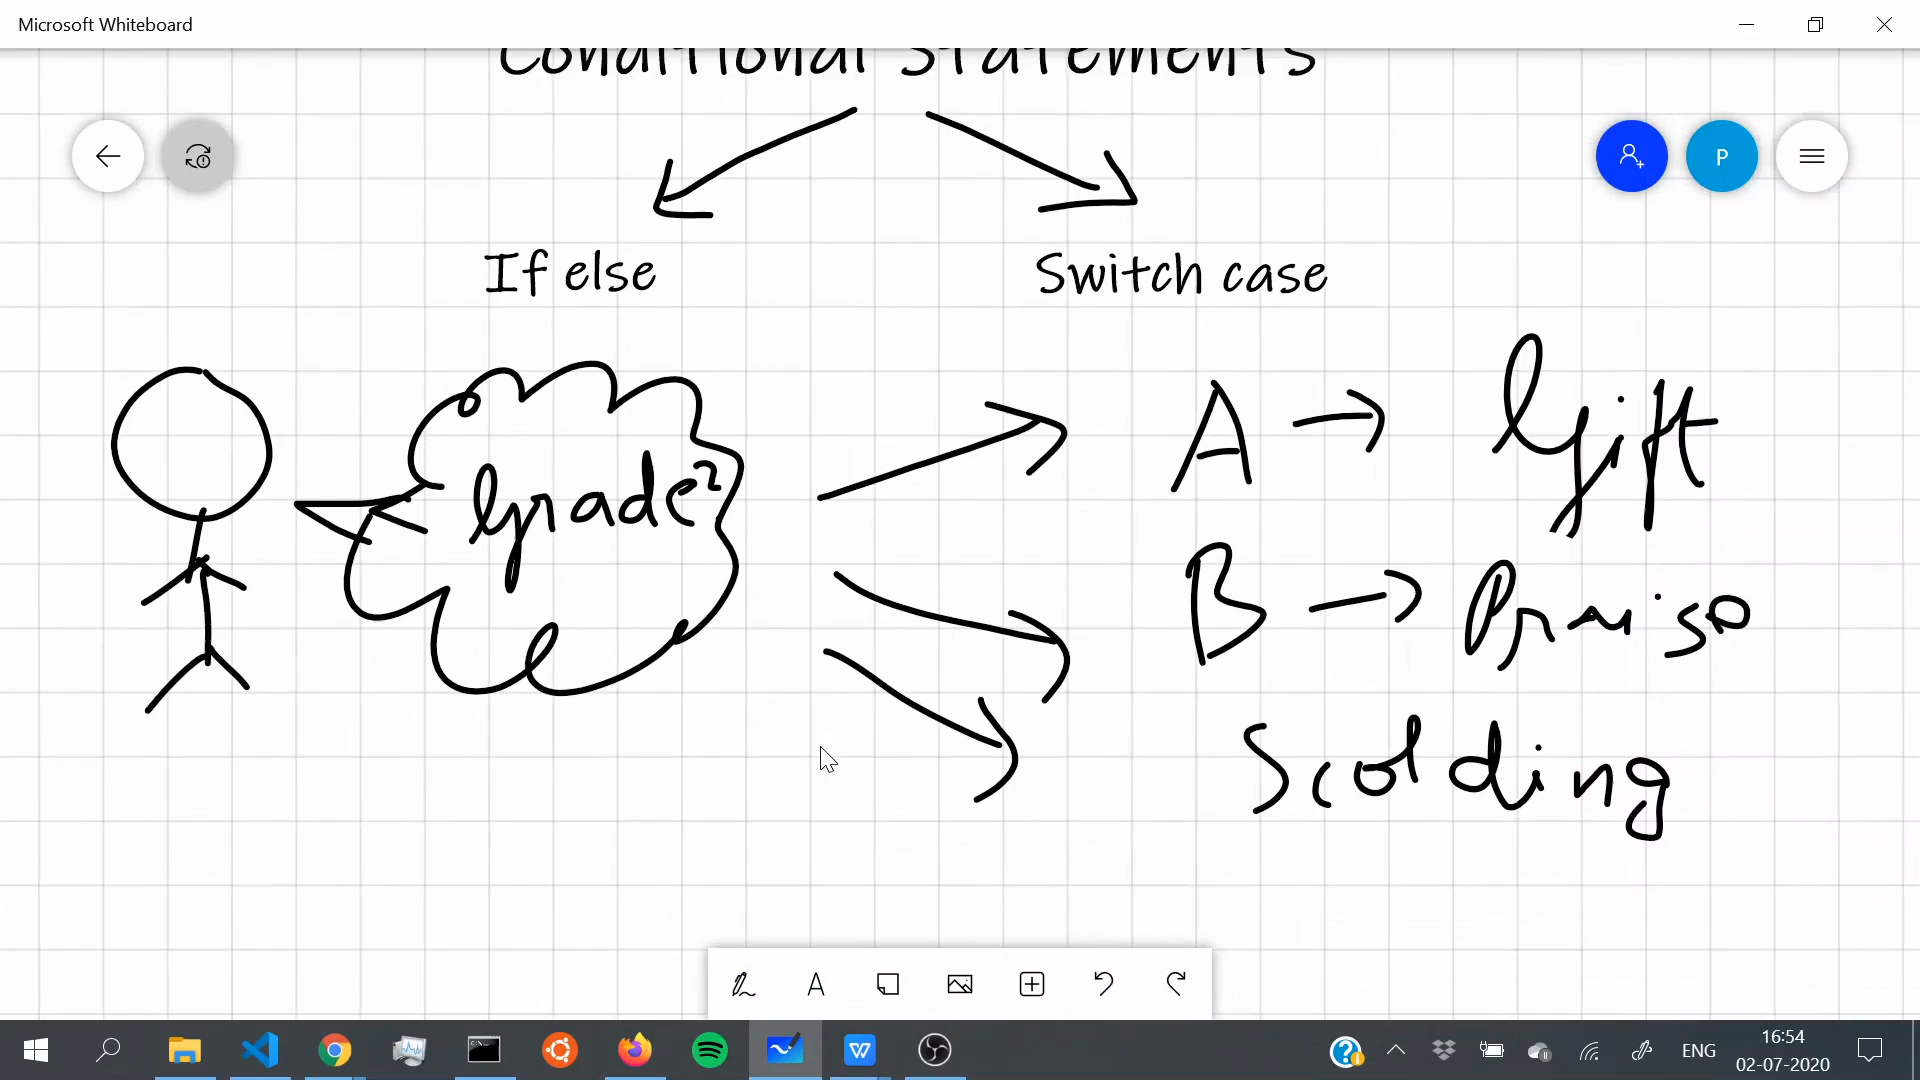 Microsoft Whiteboard
Conditional Statements
P
If else
Switch case
Grade?
A → Gift
B → Praise
Scolding
A
W
ENG
16:54
02-07-2020